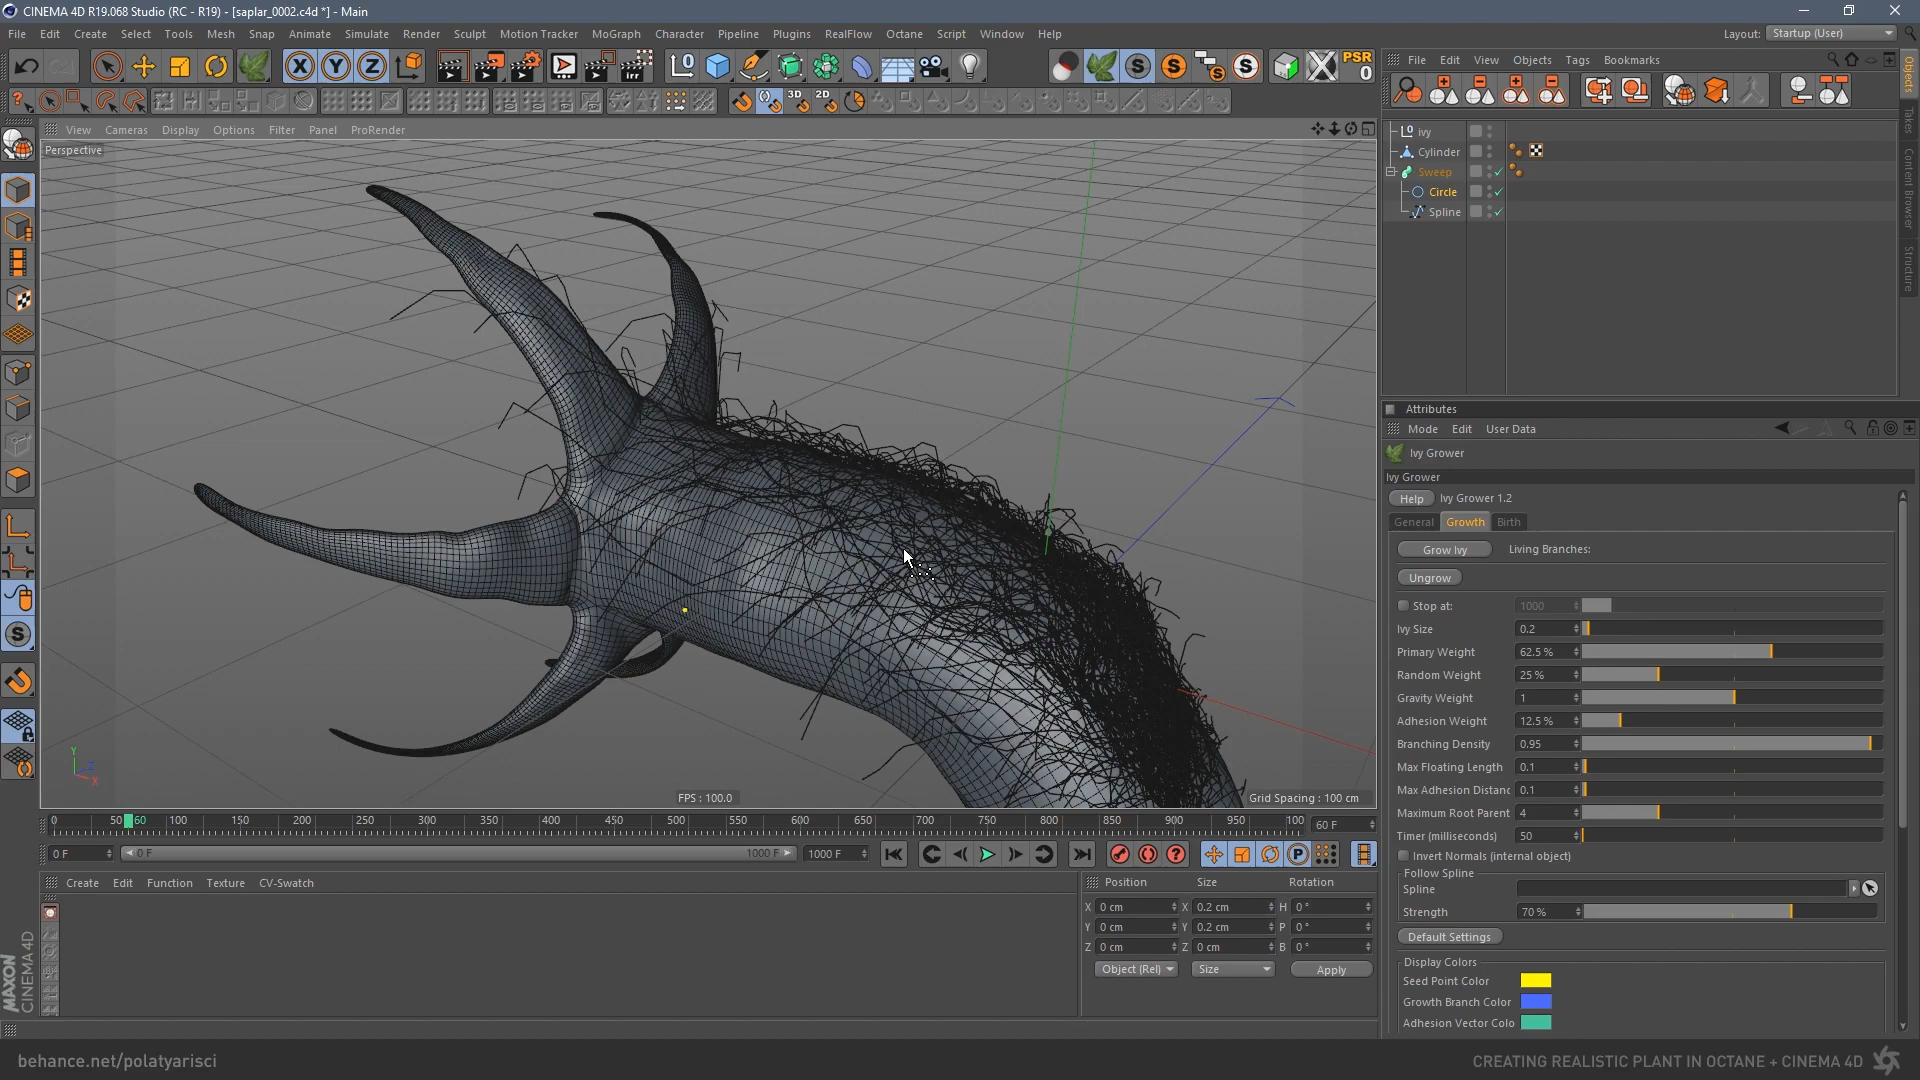 CINEMA 4D R19.068 Studio (RC - R19) - [saplar_0002.c4d *] - Main
File Edit Create Select Tools Mesh Snap Animate Simulate Render Sculpt Motion Tracker MoGraph Character Pipeline Plugins RealFlow Octane Script Window Help
Layout: Startup (User)
X Y Z
PSR
0
3D 2D
File Edit View Objects Tags Bookmarks
View Cameras Display Options Filter Panel ProRender
Perspective
ivy
Cylinder
Sweep
Circle
Spline
Objects
Takes
Content Browser
Structure
Attributes
Mode Edit User Data
Ivy Grower
Ivy Grower
Help Ivy Grower 1.2
General Growth Birth
Grow Ivy Living Branches:
Ungrow
Stop at: 1000
Ivy Size 0.2
Primary Weight 62.5 %
Random Weight 25 %
Gravity Weight 1
Adhesion Weight 12.5 %
Branching Density 0.95
Max Floating Length 0.1
Max Adhesion Distanc 0.1
Maximum Root Parent 4
Timer (milliseconds) 50
Invert Normals (internal object)
Follow Spline
Spline
Strength 70 %
Default Settings
Display Colors
Seed Point Color
Growth Branch Color
Adhesion Vector Colo
Y
Z
X
FPS : 100.0
Grid Spacing : 100 cm
0 50 60 100 150 200 250 300 350 400 450 500 550 600 650 700 750 800 850 900 950 100 60 F
0 F 0 F 1000 F 1000 F
Create Edit Function Texture CV-Swatch
Position Size Rotation
X 0 cm X 0.2 cm H 0 °
Y 0 cm Y 0.2 cm P 0 °
Z 0 cm Z 0 cm B 0 °
Object (Rel) Size Apply
MAXON
CINEMA 4D
behance.net/polatyarisci
CREATING REALISTIC PLANT IN OCTANE + CINEMA 4D